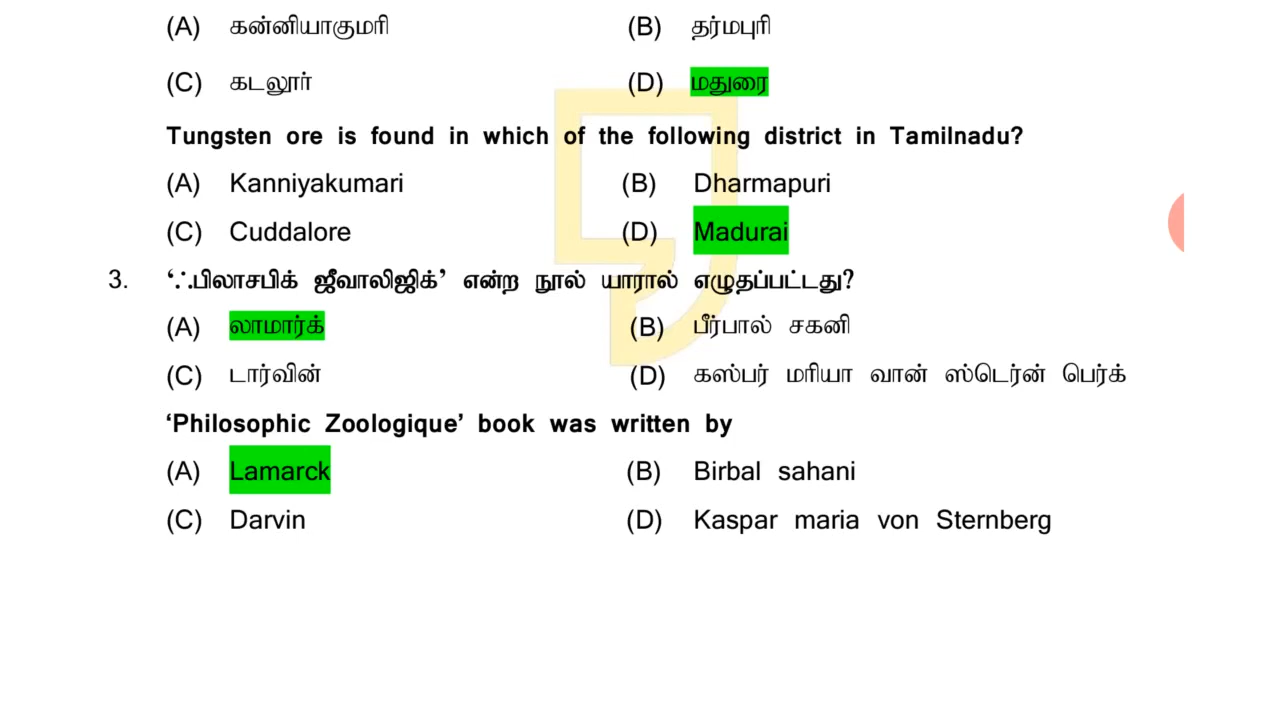 (A) கன்னியாகுமரி (B) தர்மபுரி
(C) கடலூர் (D) மதுரை
Tungsten ore is found in which of the following district in Tamilnadu?
(A) Kanniyakumari (B) Dharmapuri
(C) Cuddalore (D) Madurai
3. ‘ஃபிலாசபிக் ஜீவாலிஜிக்’ என்ற நூல் யாரால் எழுதப்பட்டது?
(A) லாமார்க் (B) பீர்பால் சகனி
(C) டார்வின் (D) கஸ்பர் மரியா வான் ஸ்டெர்ன் பெர்க்
‘Philosophic Zoologique’ book was written by
(A) Lamarck (B) Birbal sahani
(C) Darvin (D) Kaspar maria von Sternberg